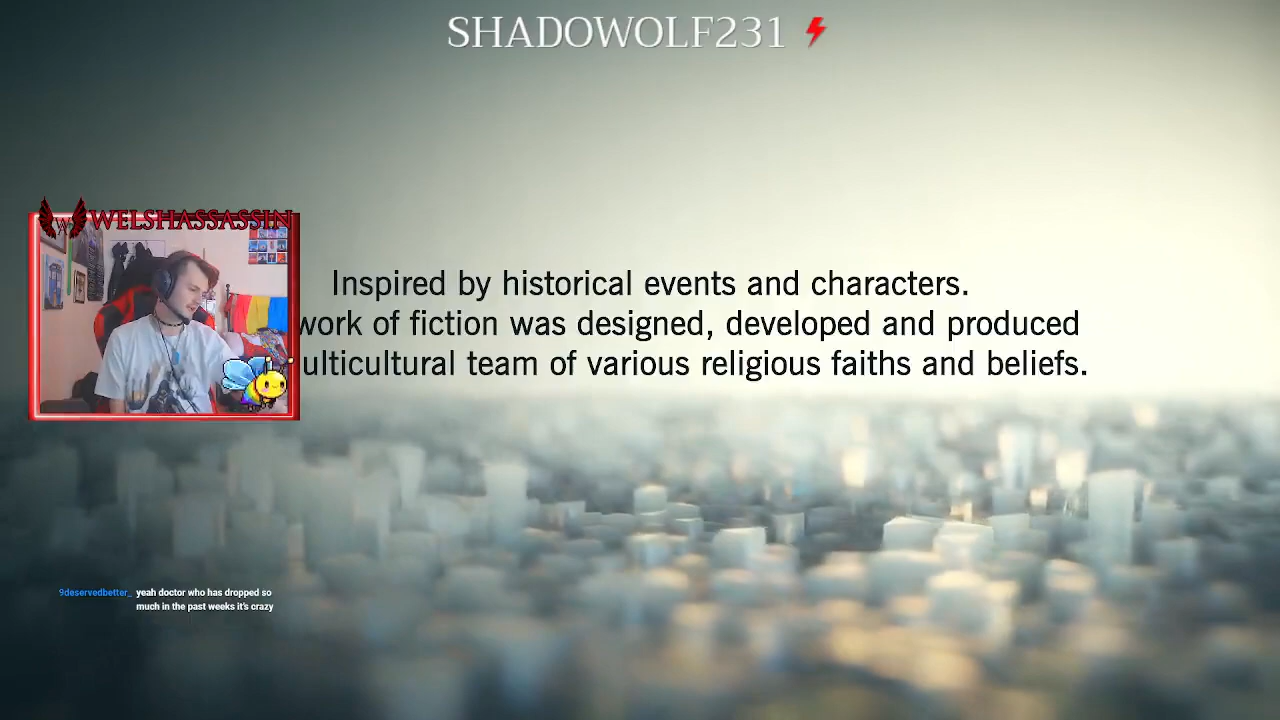 SHADOWOLF231
WELSHASSASSIN
Inspired by historical events and characters.
work of fiction was designed, developed and produced
ulticultural team of various religious faiths and beliefs.
9deservedbetter_ yeah doctor who has dropped so
much in the past weeks it's crazy